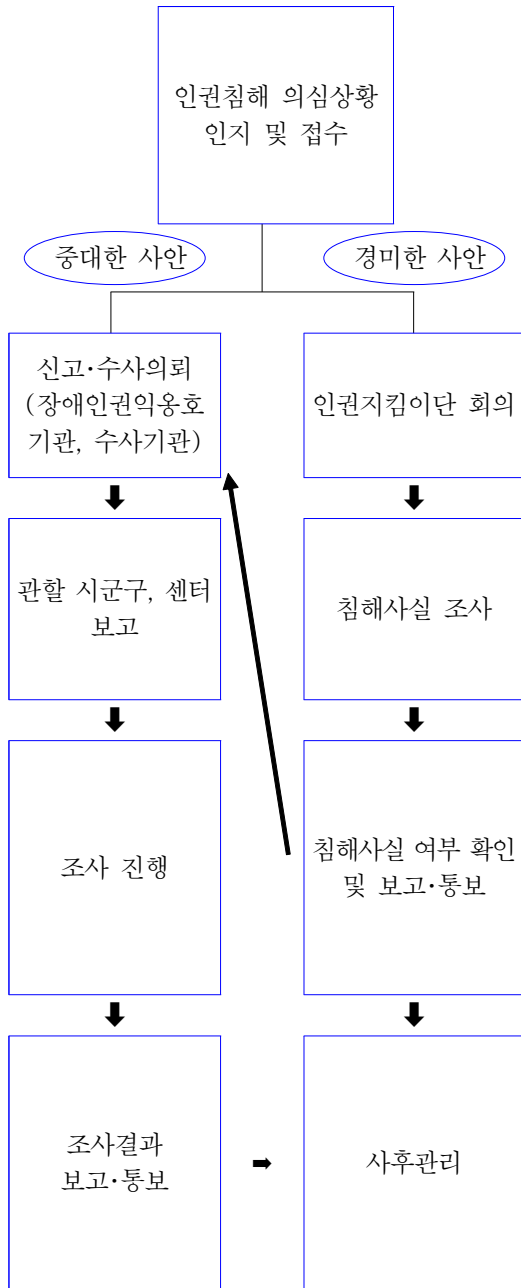 인권침해 의심상황
인지 및 접수
중대한 사안
경미한 사안
신고･수사의뢰
(장애인권익옹호
기관, 수사기관)
인권지킴이단 회의
관할 시군구, 센터
보고
침해사실 조사
조사 진행
침해사실 여부 확인
및 보고･통보
조사결과
보고･통보
사후관리